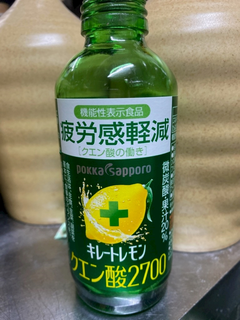 機能性表示食品
疲労感軽減
[クエン酸の働き]
pokka sapporo
微炭酸・果汁20%
キレートレモン
クエン酸2700